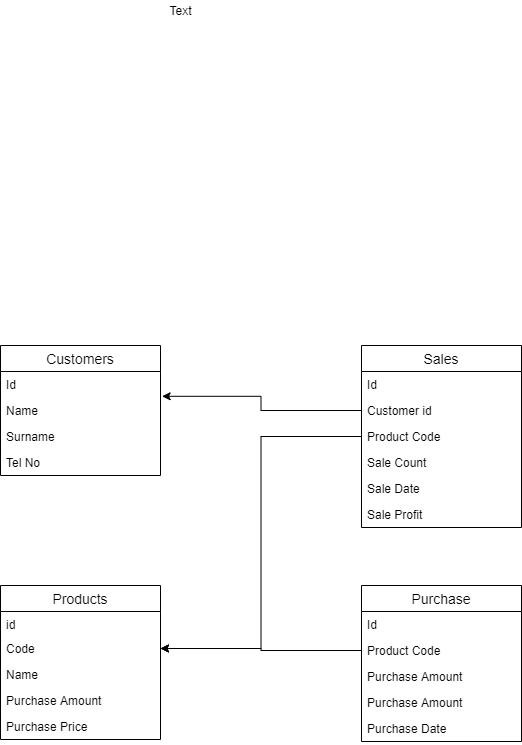 Text
Customers
Id
Name
Surname
Tel No
Sales
Id
Customer id
Product Code
Sale Count
Sale Date
Sale Profit
Products
id
Code
Name
Purchase Amount
Purchase Price
Purchase
Id
Product Code
Purchase Amount
Purchase Amount
Purchase Date